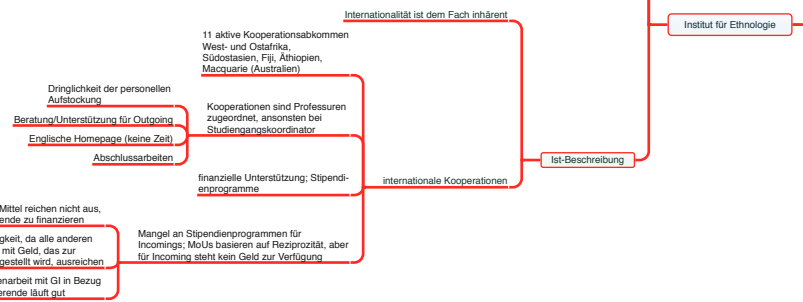 Internationalität ist dem Fach inhärent
Institut für Ethnologie
11 aktive Kooperationsabkommen
West- und Ostafrika,
Südostasien, Fiji, Äthiopien,
Macquarie (Australien)
Dringlichkeit der personellen
Aufstockung
Beratung/Unterstützung für Outgoing
Englische Homepage (keine Zeit)
Abschlussarbeiten
Kooperationen sind Professuren
zugeordnet, ansonsten bei
Studiengangskoordinator
Ist-Beschreibung
finanzielle Unterstützung; Stipendi-
enprogramme
internationale Kooperationen
Mittel reichen nicht aus,
ende zu finanzieren
gkeit, da alle anderen
mit Geld, das zur
gestellt wird, ausreichen
enarbeit mit GI in Bezug
erende läuft gut
Mangel an Stipendienprogrammen für
Incomings; MoUs basieren auf Reziprozität, aber
für Incoming steht kein Geld zur Verfügung